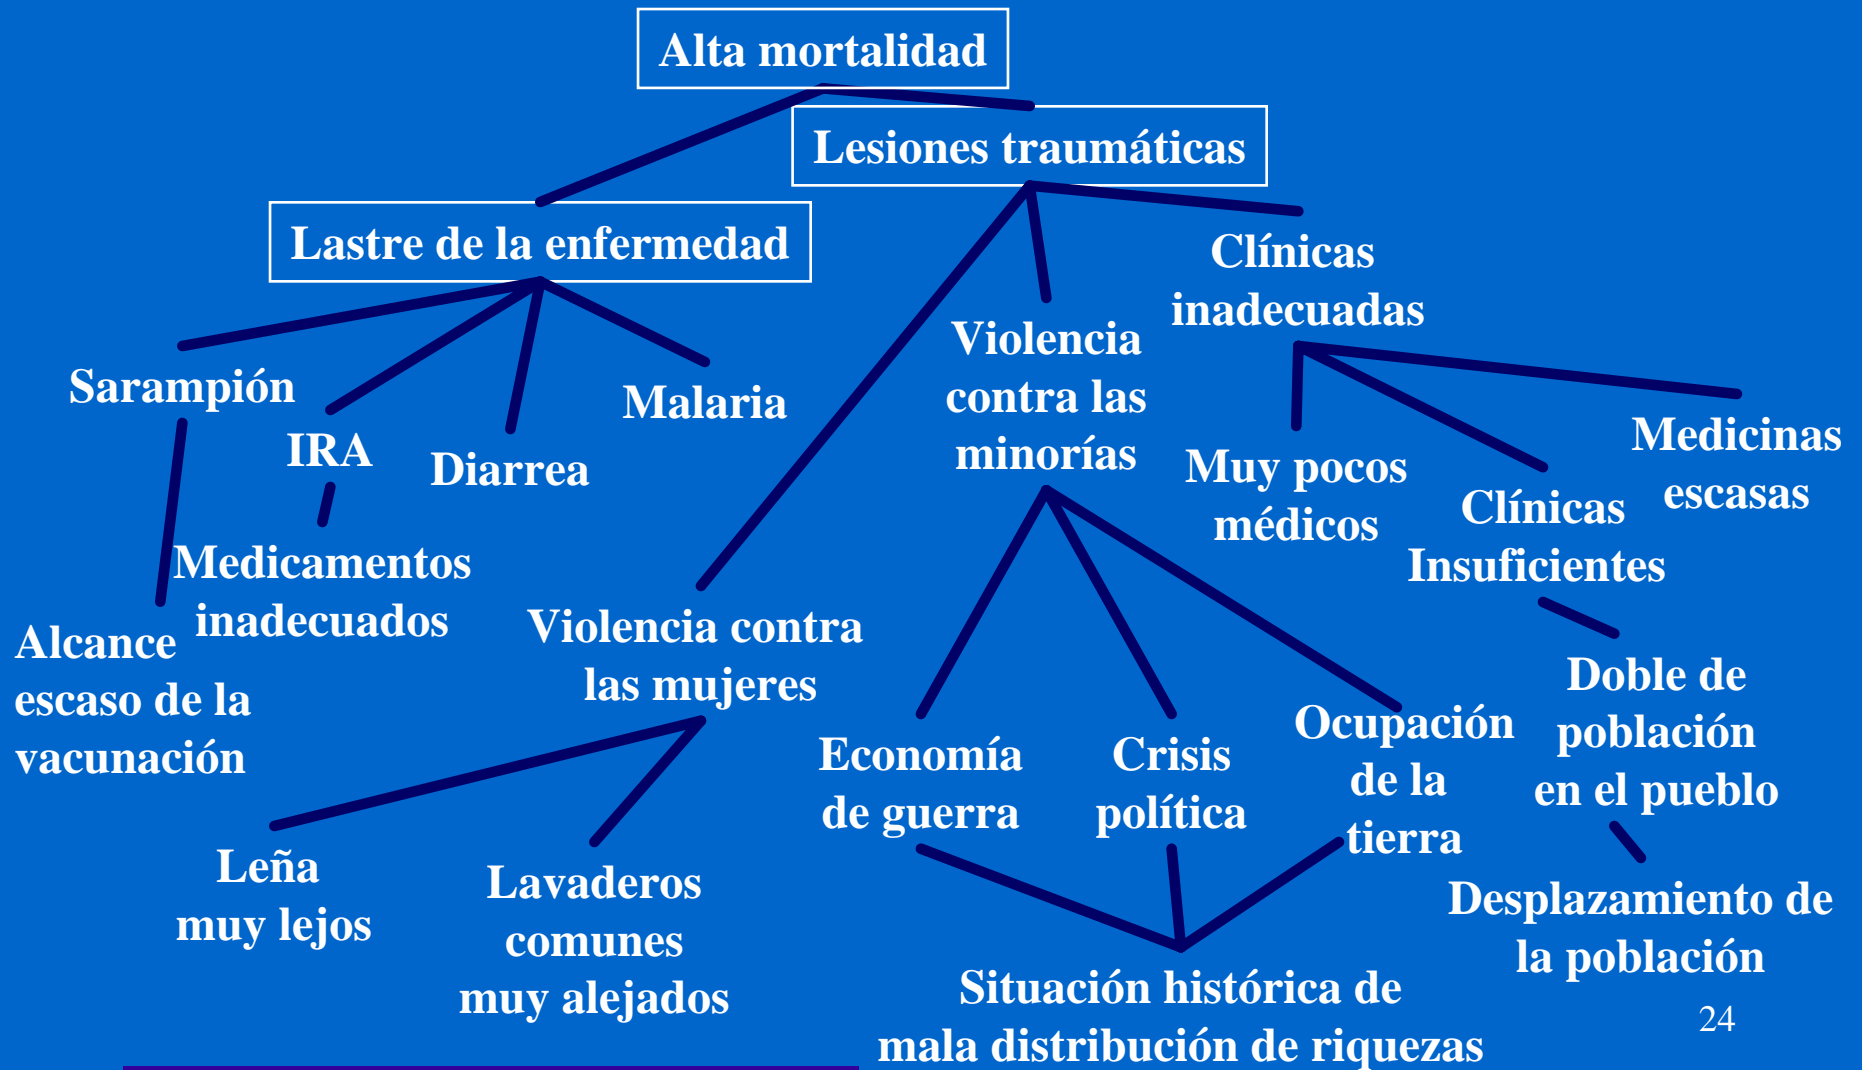 Alta mortalidad
Lesiones traumáticas
Lastre de la enfermedad
Clínicas
inadecuadas
Violencia
contra las
minorías
Sarampión
IRA
Diarrea
Malaria
Muy pocos
médicos
Clínicas
Insuficientes
Medicinas
escasas
Medicamentos
inadecuados
Alcance
escaso de la
vacunación
Violencia contra
las mujeres
Economía
de guerra
Crisis
política
Ocupación
de la
tierra
Doble de
población
en el pueblo
Leña
muy lejos
Lavaderos
comunes
muy alejados
Desplazamiento de
la población
Situación histórica de
mala distribución de riquezas
24